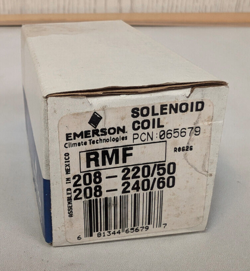 SOLENOID
COIL
PCN:065679
EMERSON
Climate Technologies
RMF
R0626
208-220/50
208-240/60
ASSEMBLED IN MEXICO
6 81344 65679 7